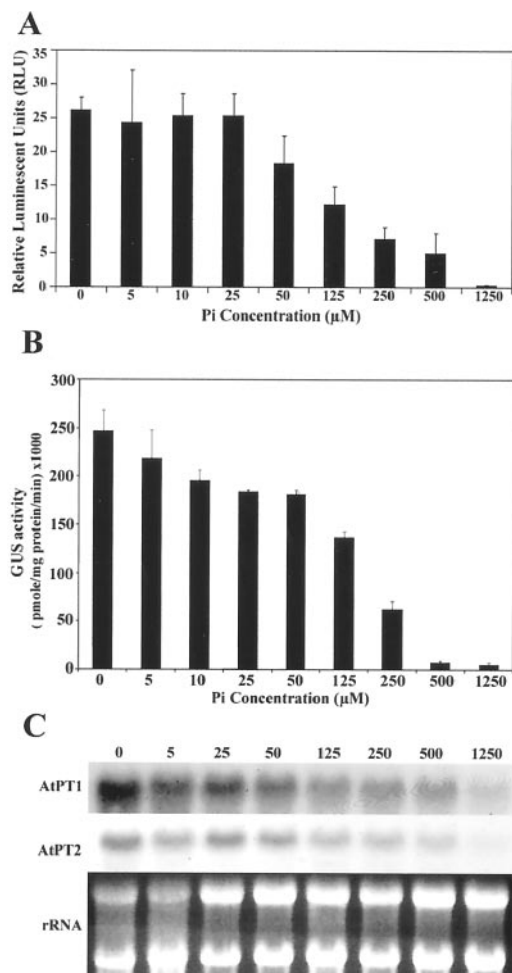 A
Relative Luminescent Units (RLU)
35
30
25
20
15
10
5
0
0 5 10 25 50 125 250 500 1250
Pi Concentration (µM)
B
GUS activity
( pmole/mg protein/min) x1000
300
250
200
150
100
50
0
0 5 10 25 50 125 250 500 1250
Pi Concentration (µM)
C
0 5 25 50 125 250 500 1250
AtPT1
AtPT2
rRNA